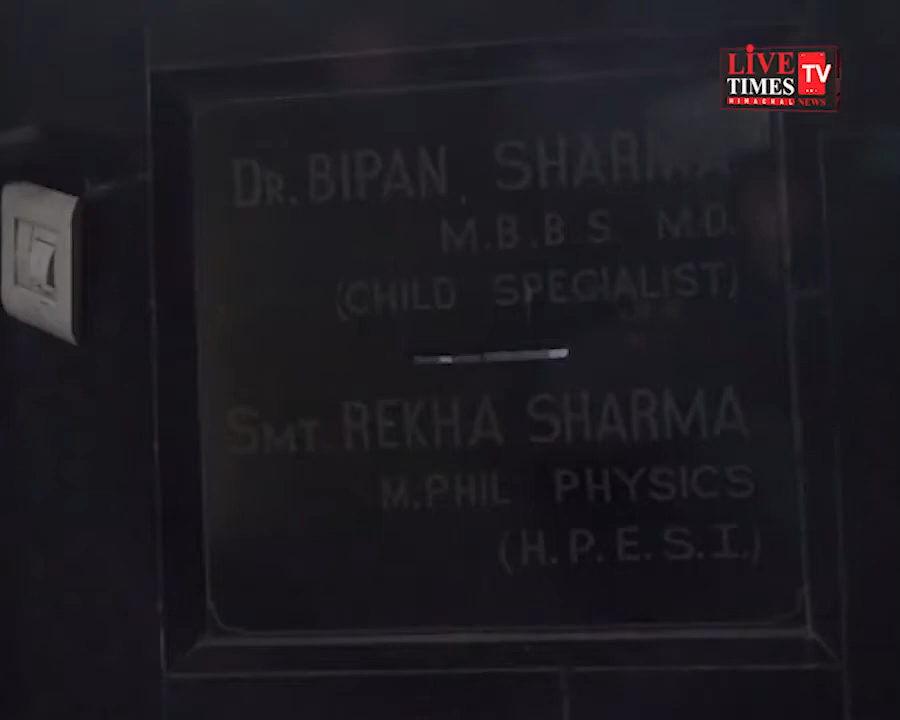 LIVE
TIMES TV
HIMACHAL NEWS
DR. BIPAN SHARMA
M.B.B.S M.D.
(CHILD SPECIALIST)
SMT. REKHA SHARMA
M.PHIL PHYSICS
(H.P.E.S.I.)